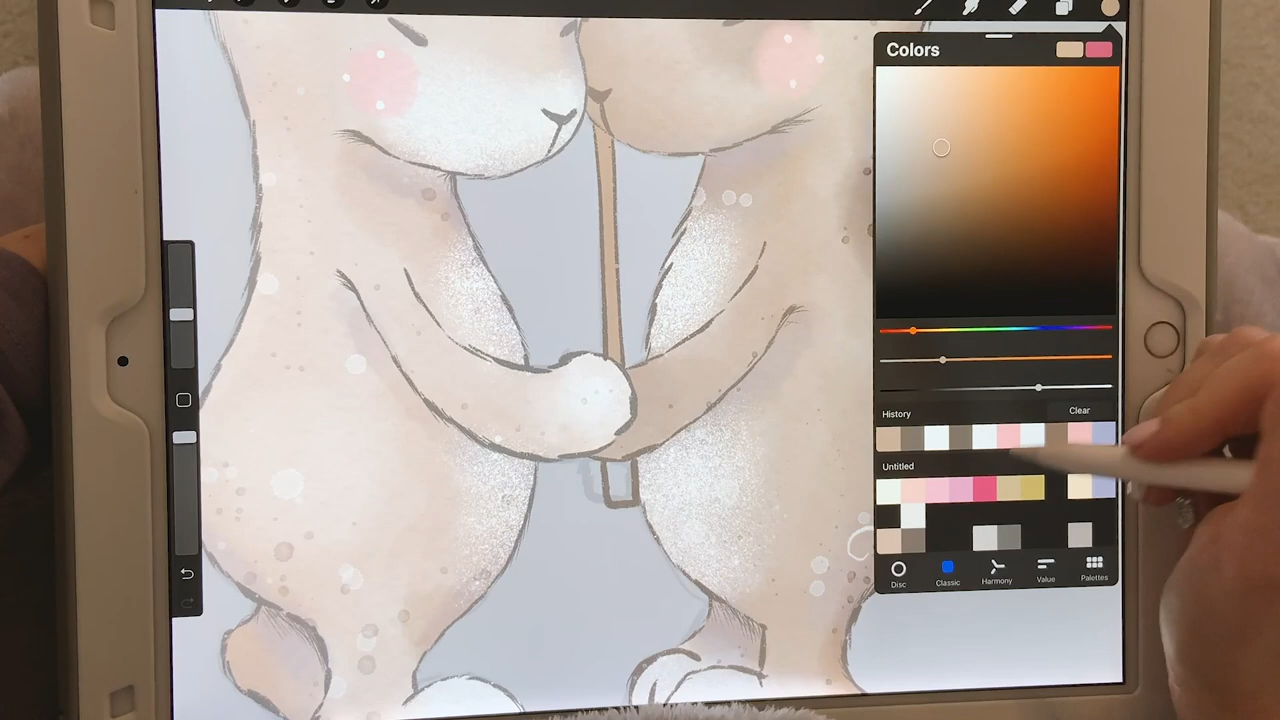 Colors
History
Clear
Untitled
Disc
Classic
Harmony
Value
Palettes